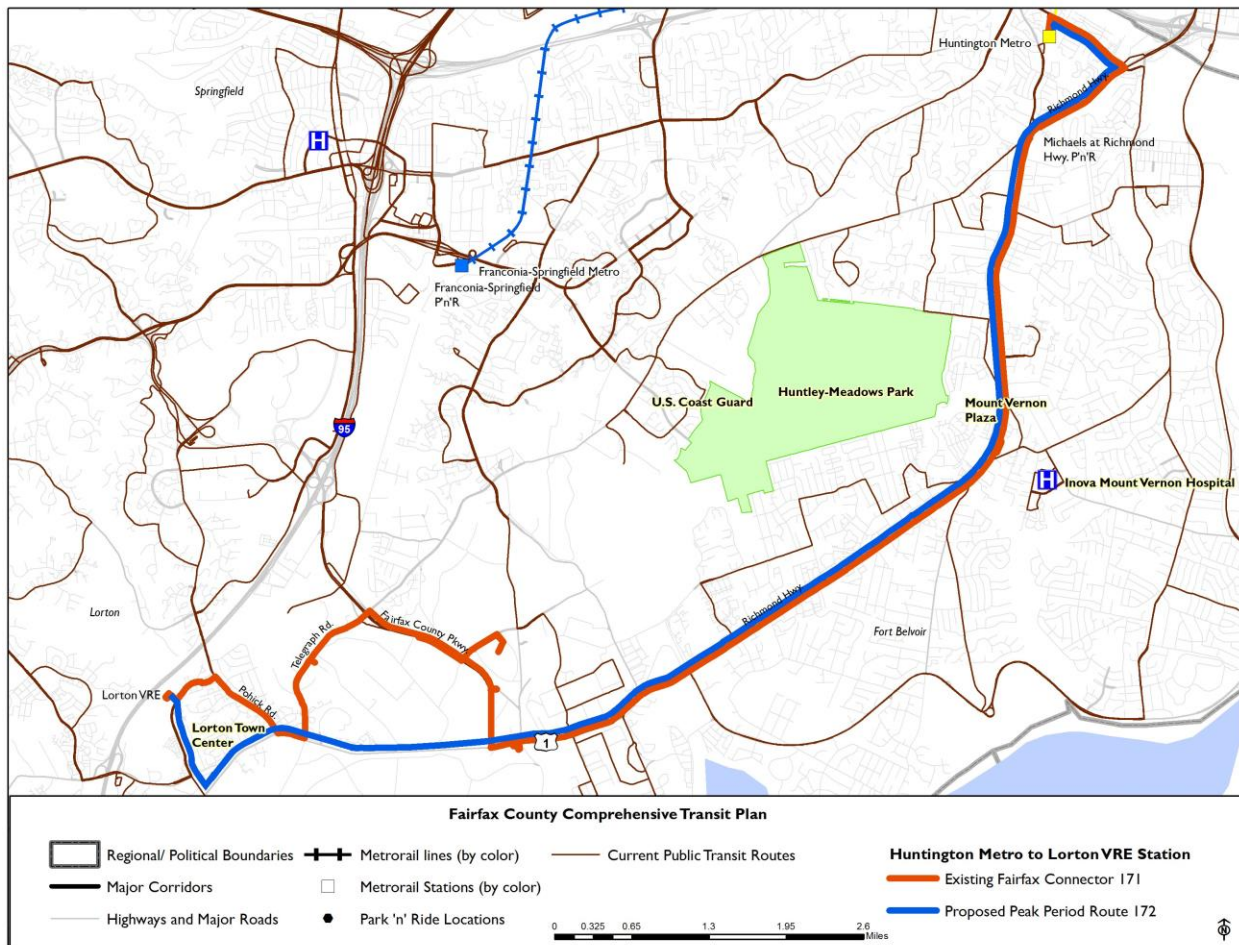 Huntington Metro
Springfield
Richmond Hwy.
H
Michaels at Richmond
Hwy. P'n'R
Franconia-Springfield Metro
Franconia-Springfield
P'n'R
U.S. Coast Guard
Huntley-Meadows Park
Mount Vernon
Plaza
95
H
Inova Mount Vernon Hospital
Richmond Hwy
Lorton
Fort Belvoir
Telegraph Rd.
Fairfax County Pkwy.
Lorton VRE
Pohick Rd.
Lorton Town
Center
1
Fairfax County Comprehensive Transit Plan
Regional/ Political Boundaries
Metrorail lines (by color)
Current Public Transit Routes
Huntington Metro to Lorton VRE Station
Major Corridors
Metrorail Stations (by color)
Existing Fairfax Connector 171
Highways and Major Roads
Park 'n' Ride Locations
Proposed Peak Period Route 172
0 0.325 0.65 1.3 1.95 2.6
Miles
N